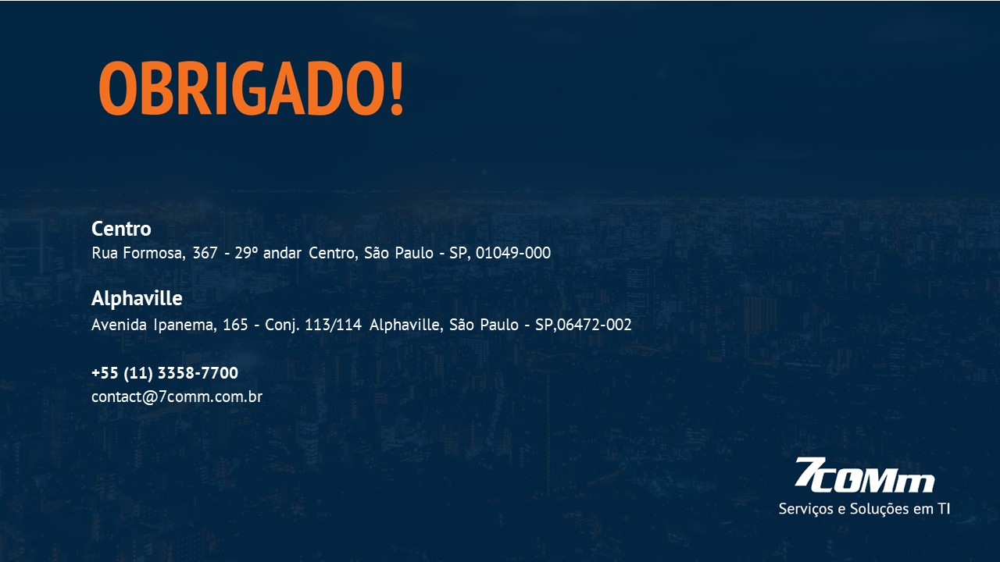 OBRIGADO!
Centro
Rua Formosa, 367 - 29º andar Centro, São Paulo - SP, 01049-000
Alphaville
Avenida Ipanema, 165 - Conj. 113/114 Alphaville, São Paulo - SP,06472-002
+55 (11) 3358-7700
contact@7comm.com.br
7COMm
Serviços e Soluções em TI